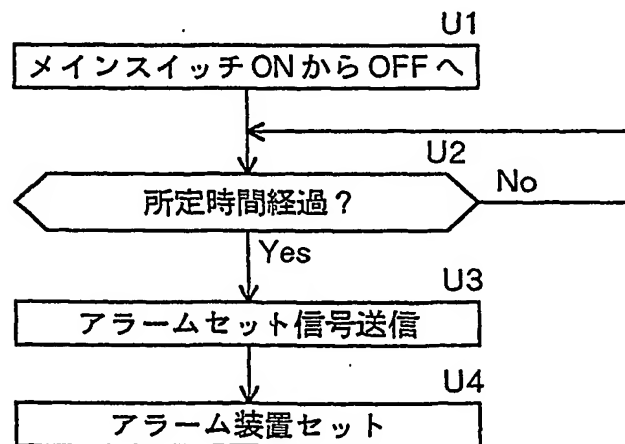 U1
メインスイッチONからOFFへ
U2
所定時間経過？
No
Yes
U3
アラームセット信号送信
U4
アラーム装置セット